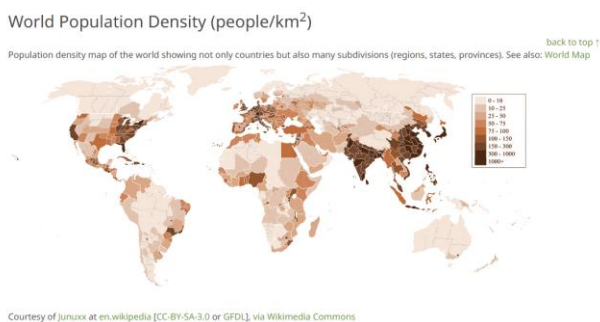 World Population Density (people/km²)
back to top ↑
Population density map of the world showing not only countries but also many subdivisions (regions, states, provinces). See also: World Map
0 - 10
10 - 25
25 - 50
50 - 75
75 - 100
100 - 150
150 - 300
300 - 1000
1000+
Courtesy of Junuxx at en.wikipedia [CC-BY-SA-3.0 or GFDL], via Wikimedia Commons